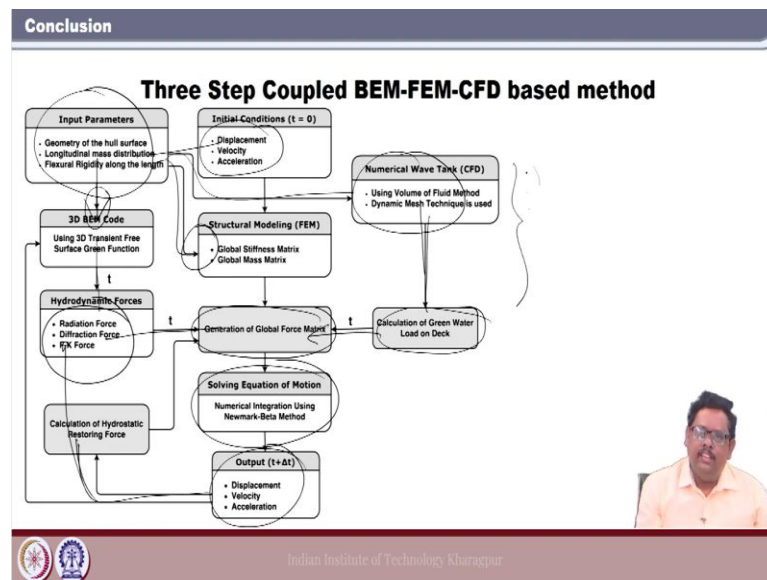 Conclusion
Three Step Coupled BEM-FEM-CFD based method
Input Parameters
• Geometry of the hull surface
• Longitudinal mass distribution
• Flexural Rigidity along the length
Initial Conditions (t = 0)
• Displacement
• Velocity
• Acceleration
Numerical Wave Tank (CFD)
• Using Volume of Fluid Method
• Dynamic Mesh Technique is used
3D BEM Code
Using 3D Transient Free
Surface Green Function
Structural Modeling (FEM)
• Global Stiffness Matrix
• Global Mass Matrix
t
Hydrodynamic Forces
• Radiation Force
• Diffraction Force
• F-K Force
t
Generation of Global Force Matrix
t
Calculation of Green Water
Load on Deck
Solving Equation of Motion
Numerical Integration Using
Newmark-Beta Method
Calculation of Hydrostatic
Restoring Force
Output (t+Δt)
• Displacement
• Velocity
• Acceleration
Indian Institute of Technology Kharagpur